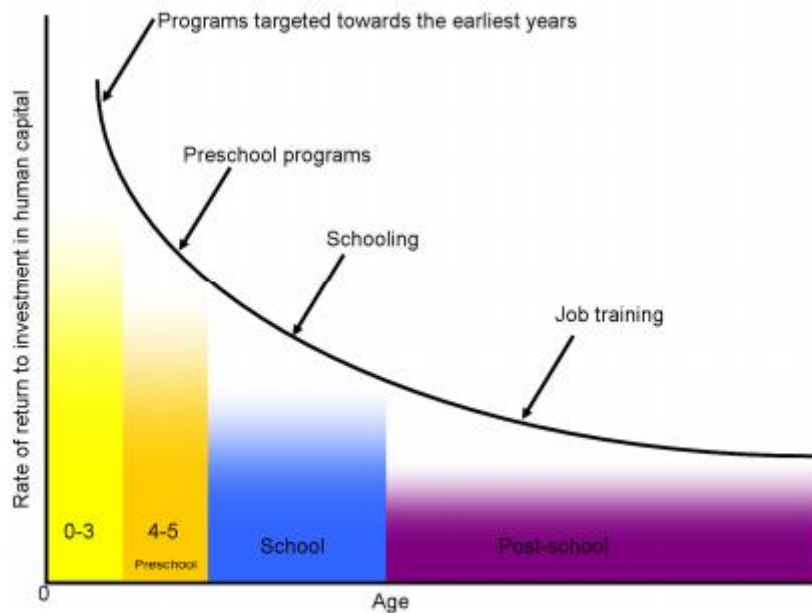 Programs targeted towards the earliest years
Preschool programs
Schooling
Job training
Rate of return to investment in human capital
0-3
4-5
Preschool
School
Post-school
0
Age